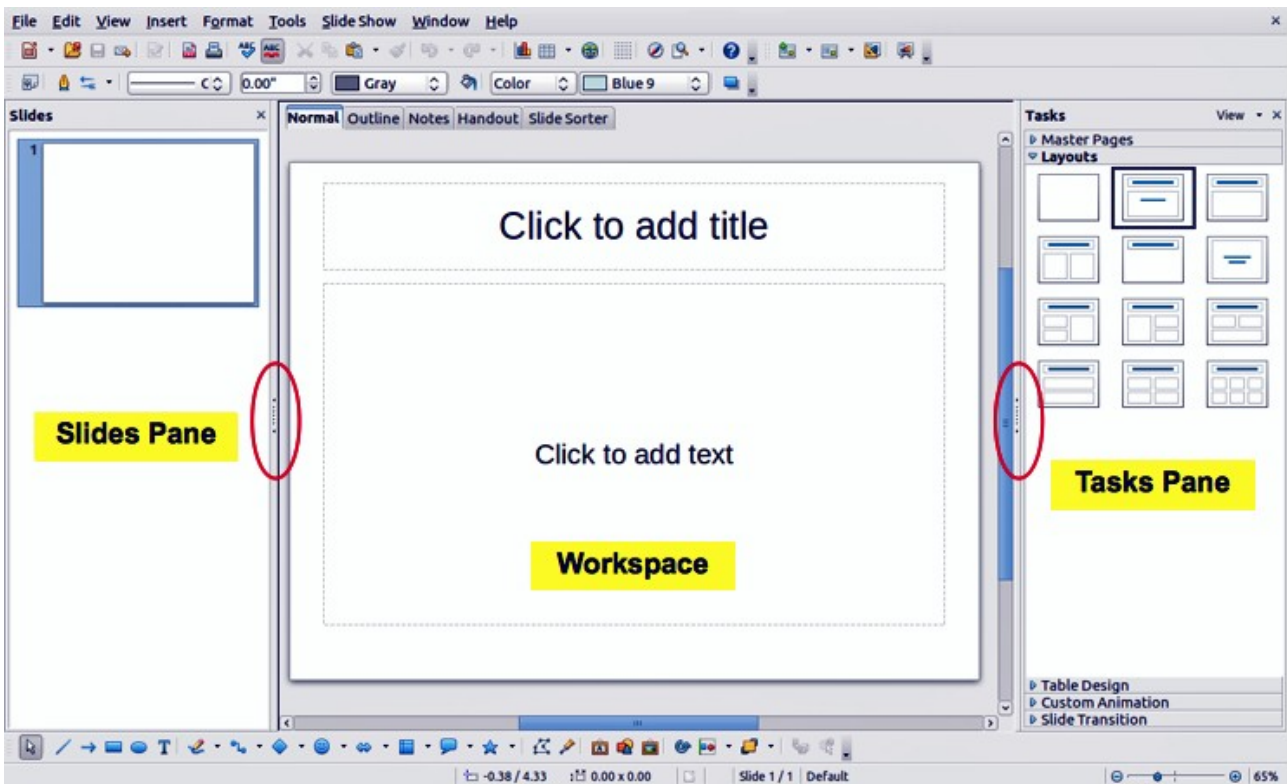 File Edit View Insert Format Tools Slide Show Window Help
C 0.00" Gray Color Blue 9
Slides
Normal Outline Notes Handout Slide Sorter
Tasks View
1
Master Pages
Layouts
Click to add title
Slides Pane
Click to add text
Tasks Pane
Workspace
Table Design
Custom Animation
Slide Transition
-0.38 / 4.33 0.00 x 0.00 Slide 1 / 1 Default 65%